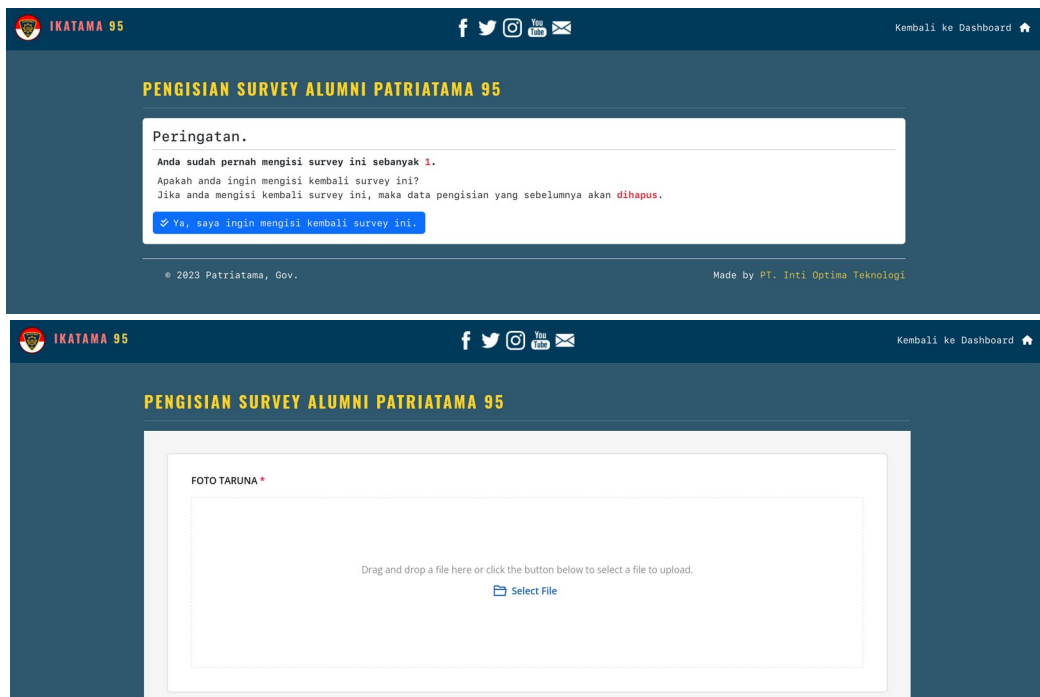 IKATAMA 95
You Tube
Kembali ke Dashboard
PENGISIAN SURVEY ALUMNI PATRIATAMA 95
Peringatan.
Anda sudah pernah mengisi survey ini sebanyak 1.
Apakah anda ingin mengisi kembali survey ini?
Jika anda mengisi kembali survey ini, maka data pengisian yang sebelumnya akan dihapus.
Ya, saya ingin mengisi kembali survey ini.
© 2023 Patriatama, Gov.
Made by PT. Inti Optima Teknologi
IKATAMA 95
You Tube
Kembali ke Dashboard
PENGISIAN SURVEY ALUMNI PATRIATAMA 95
FOTO TARUNA *
Drag and drop a file here or click the button below to select a file to upload.
Select File